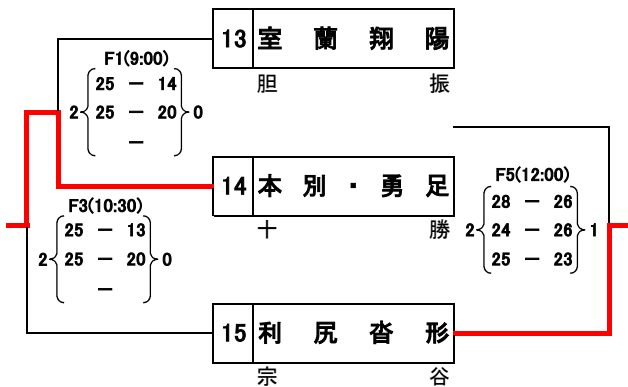 13 室蘭翔陽
胆振
F1(9:00)
25 － 14
2 25 － 20 0
－
14 本別・勇足
十勝
F3(10:30)
25 － 13
2 25 － 20 0
－
F5(12:00)
28 － 26
2 24 － 26 1
25 － 23
15 利尻沓形
宗谷